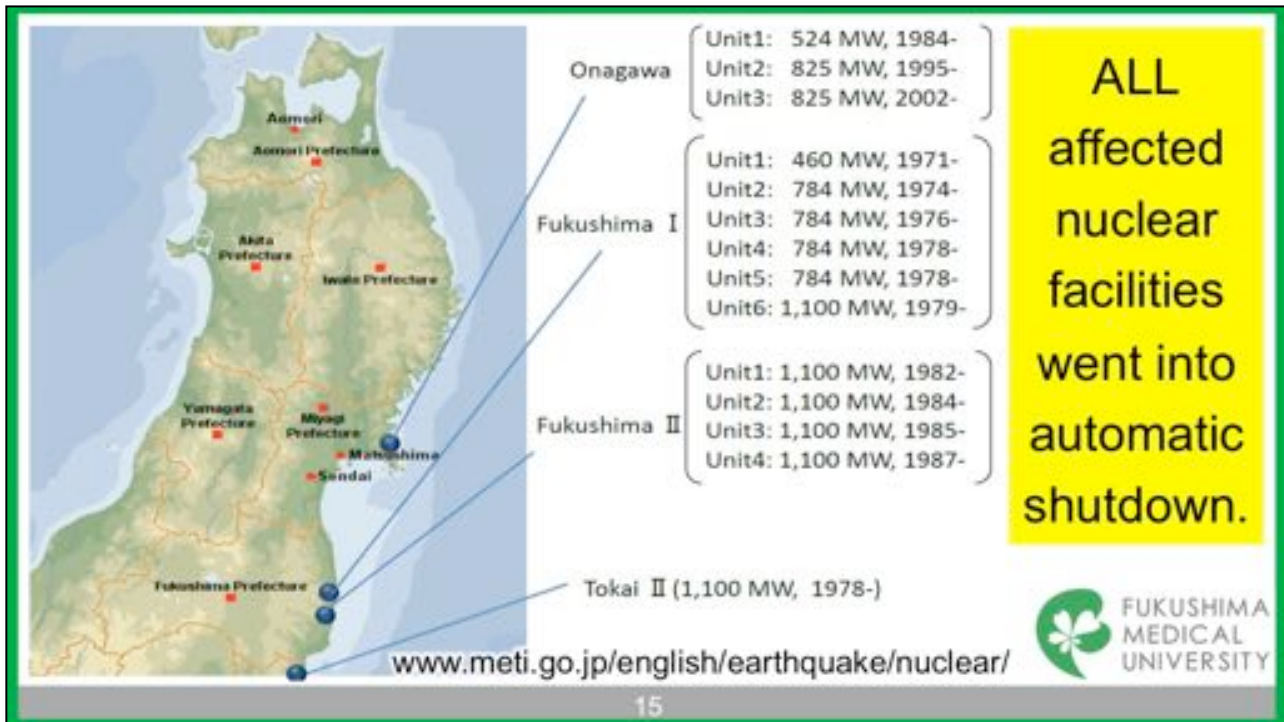 Aomori
Aomori Prefecture
Akita
Prefecture
Iwate Prefecture
Yamagata
Prefecture
Miyagi
Prefecture
Matsushima
Sendai
Fukushima Prefecture
Onagawa
Unit1: 524 MW, 1984-
Unit2: 825 MW, 1995-
Unit3: 825 MW, 2002-
Fukushima Ⅰ
Unit1: 460 MW, 1971-
Unit2: 784 MW, 1974-
Unit3: 784 MW, 1976-
Unit4: 784 MW, 1978-
Unit5: 784 MW, 1978-
Unit6: 1,100 MW, 1979-
Fukushima Ⅱ
Unit1: 1,100 MW, 1982-
Unit2: 1,100 MW, 1984-
Unit3: 1,100 MW, 1985-
Unit4: 1,100 MW, 1987-
Tokai Ⅱ (1,100 MW, 1978-)
www.meti.go.jp/english/earthquake/nuclear/
ALL
affected
nuclear
facilities
went into
automatic
shutdown.
FUKUSHIMA
MEDICAL
UNIVERSITY
15